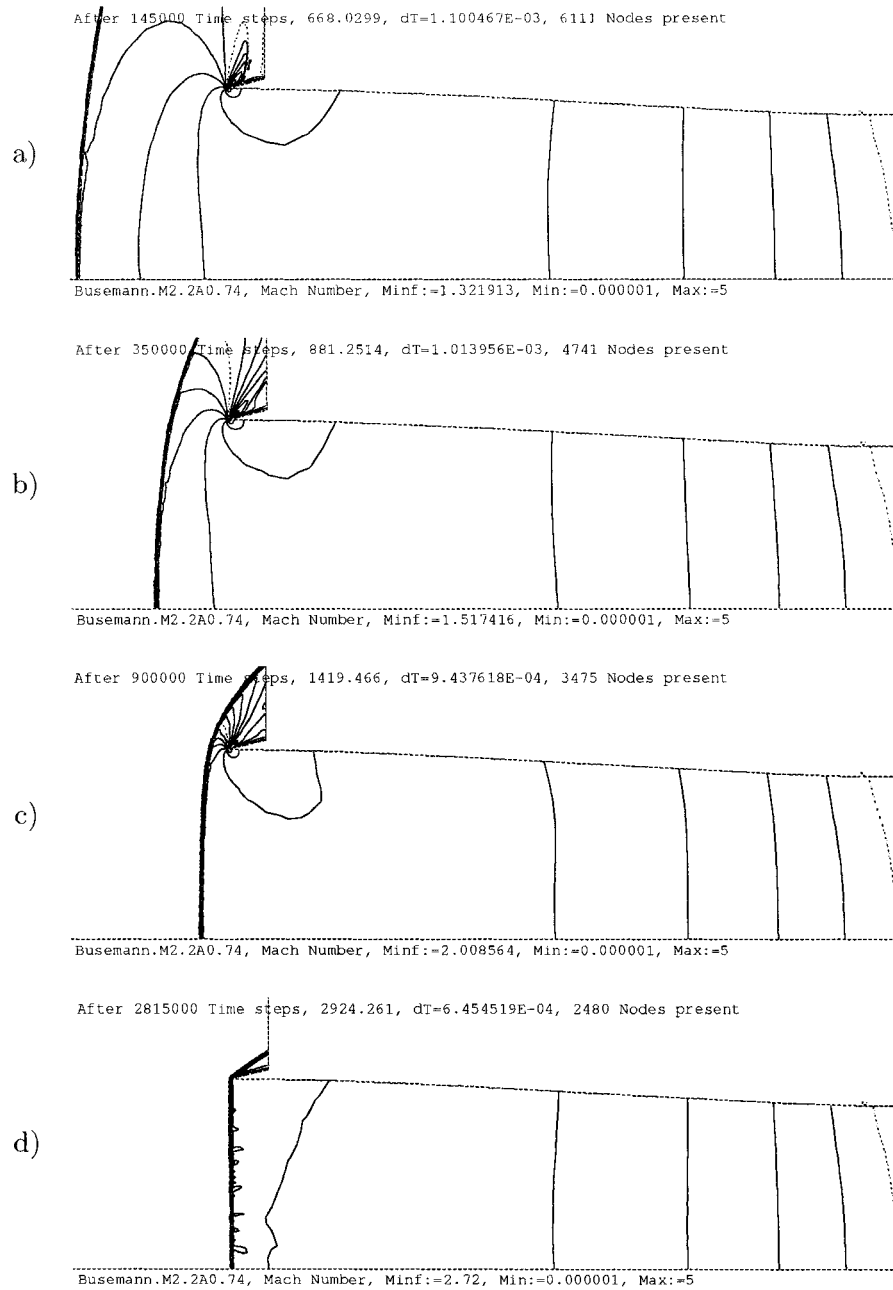 After 145000 Time steps, 668.0299, dT=1.100467E-03, 6111 Nodes present
a)
Busemann.M2.2A0.74, Mach Number, Minf:=1.321913, Min:=0.000001, Max:=5
After 350000 Time steps, 881.2514, dT=1.013956E-03, 4741 Nodes present
b)
Busemann.M2.2A0.74, Mach Number, Minf:=1.517416, Min:=0.000001, Max:=5
After 900000 Time steps, 1419.466, dT=9.437618E-04, 3475 Nodes present
c)
Busemann.M2.2A0.74, Mach Number, Minf:=2.008564, Min:=0.000001, Max:=5
After 2815000 Time steps, 2924.261, dT=6.454519E-04, 2480 Nodes present
d)
Busemann.M2.2A0.74, Mach Number, Minf:=2.72, Min:=0.000001, Max:=5